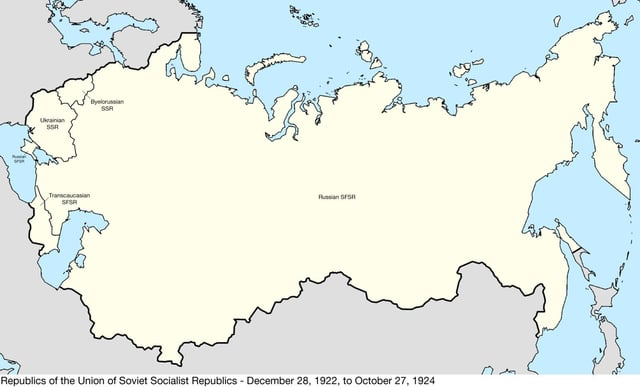 Byelorussian
SSR
Ukrainian
SSR
Russian
SFSR
Transcaucasian
SFSR
Russian SFSR
Republics of the Union of Soviet Socialist Republics - December 28, 1922, to October 27, 1924